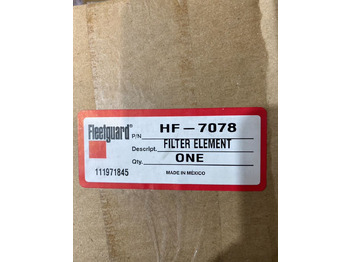 Fleetguard® P/N HF-7078
Descript. FILTER ELEMENT
Qty. ONE
111971845 MADE IN MEXICO